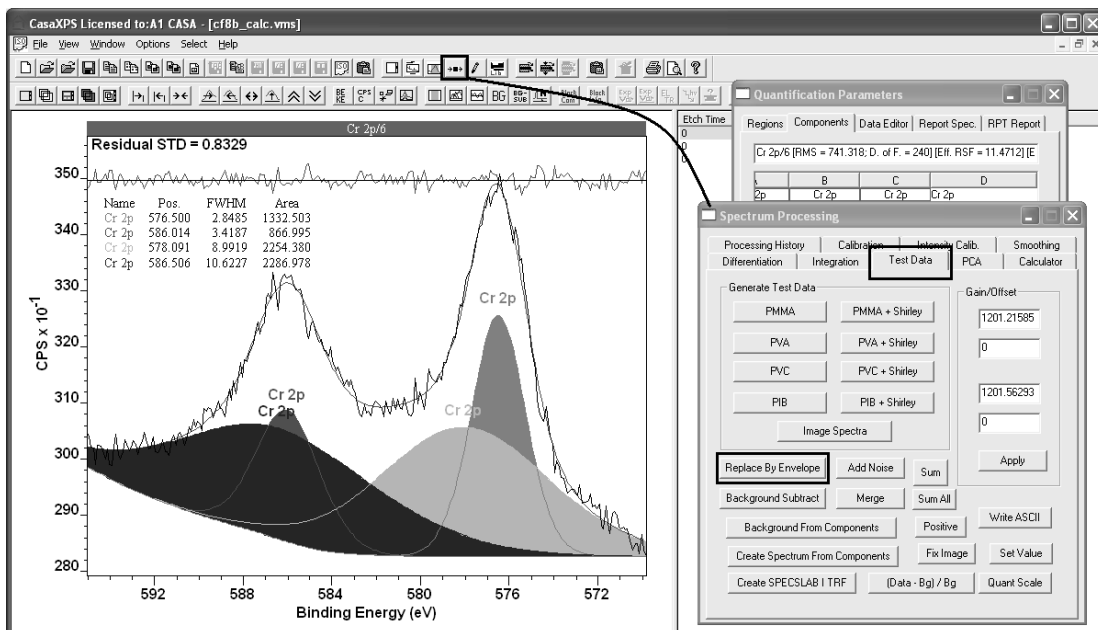 CasaXPS Licensed to:A1 CASA - [cf8b_calc.vms]
File View Window Options Select Help
BE KE CPS C BG BG-SUB
Etch Time
0
0
0
Quantification Parameters
Regions Components Data Editor Report Spec. RPT Report
Cr 2p/6 [RMS = 741.318; D. of F. = 240] [Eff. RSF = 11.4712] [E
B C D
2p Cr 2p Cr 2p Cr 2p
Cr 2p/6
Residual STD = 0.8329
Name Pos. FWHM Area
Cr 2p 576.500 2.8485 1332.503
Cr 2p 586.014 3.4187 866.995
Cr 2p 578.091 8.9919 2254.380
Cr 2p 586.506 10.6227 2286.978
350
340
330
320
310
300
290
280
CPS x 10⁻¹
Cr 2p
Cr 2p
Cr 2p
Cr 2p
592 588 584 580 576 572
Binding Energy (eV)
Spectrum Processing
Processing History Calibration Intensity Calib. Smoothing
Differentiation Integration Test Data PCA Calculator
Generate Test Data
PMMA PMMA + Shirley
PVA PVA + Shirley
PVC PVC + Shirley
PIB PIB + Shirley
Image Spectra
Gain/Offset
1201.21585
0
1201.56293
0
Apply
Replace By Envelope Add Noise Sum
Background Subtract Merge Sum All
Background From Components Positive Write ASCII
Create Spectrum From Components Fix Image Set Value
Create SPECSLAB I TRF (Data - Bg) / Bg Quant Scale